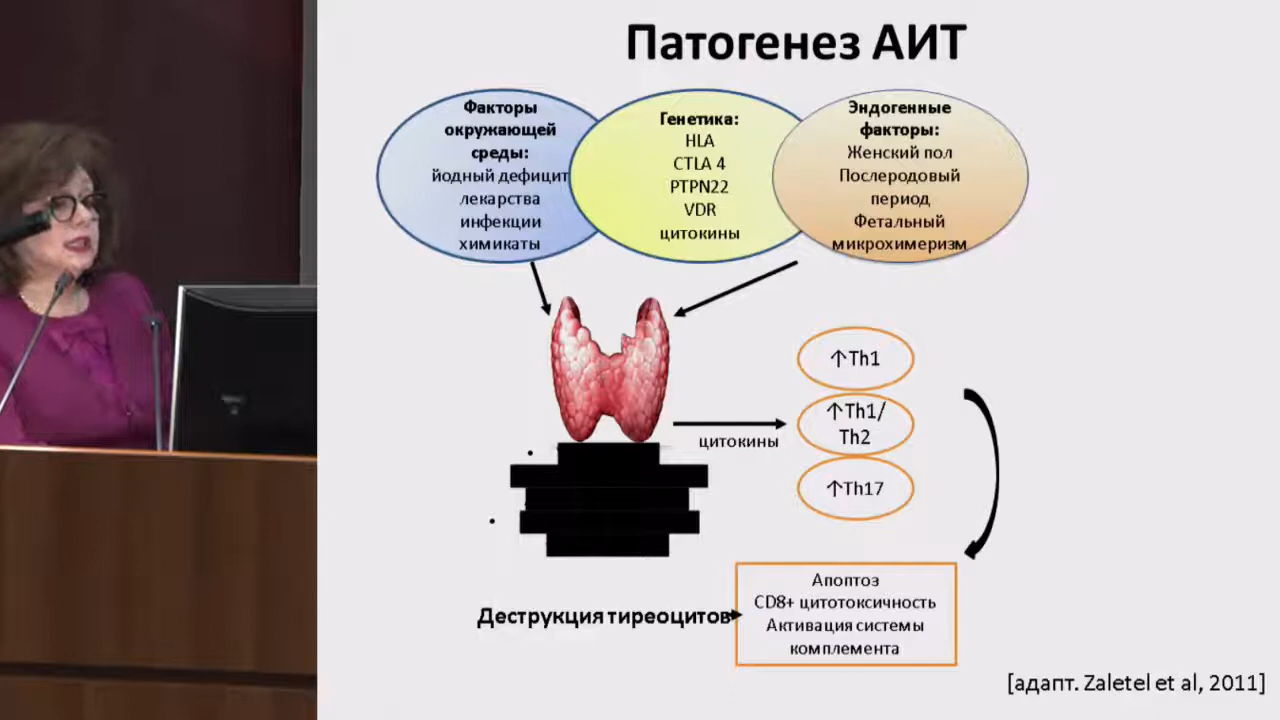 Патогенез АИТ
Факторы
окружающей
среды:
йодный дефицит
лекарства
инфекции
химикаты
Генетика:
HLA
CTLA 4
PTPN22
VDR
цитокины
Эндогенные
факторы:
Женский пол
Послеродовый
период
Фетальный
микрохимеризм
цитокины
↑Th1
↑Th1/
Th2
↑Th17
Деструкция тиреоцитов
Апоптоз
CD8+ цитотоксичность
Активация системы
комплемента
[адапт. Zaletel et al, 2011]